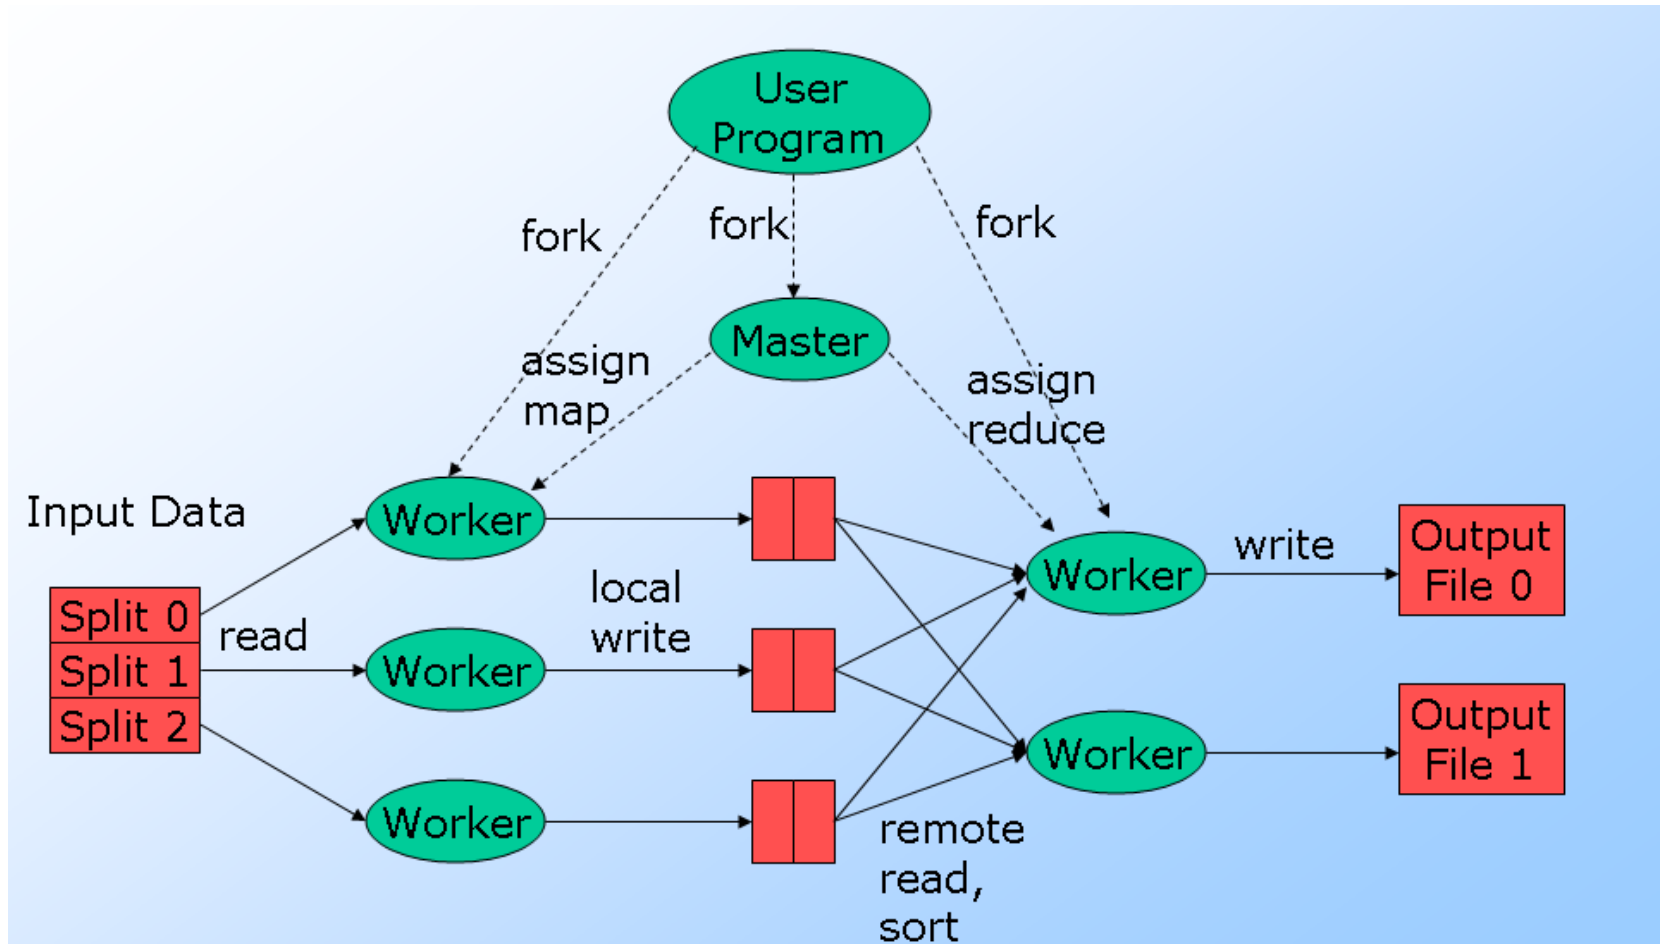 User
Program
fork
fork
fork
Master
assign
map
assign
reduce
Input Data
Worker
Worker
write
Output
File 0
Split 0
Split 1
Split 2
read
Worker
local
write
Worker
Worker
Output
File 1
remote
read,
sort